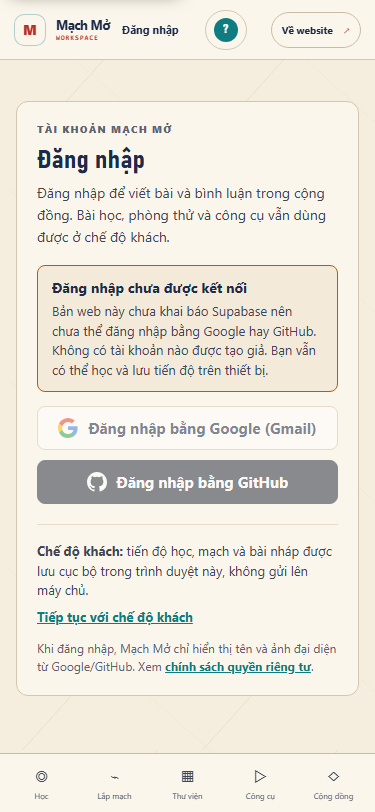 M
Mạch Mở
WORKSPACE
Đăng nhập
?
Về website ↗
TÀI KHOẢN MẠCH MỞ
Đăng nhập
Đăng nhập để viết bài và bình luận trong cộng
đồng. Bài học, phòng thử và công cụ vẫn dùng
được ở chế độ khách.
Đăng nhập chưa được kết nối
Bản web này chưa khai báo Supabase nên
chưa thể đăng nhập bằng Google hay GitHub.
Không có tài khoản nào được tạo giả. Bạn vẫn
có thể học và lưu tiến độ trên thiết bị.
Đăng nhập bằng Google (Gmail)
Đăng nhập bằng GitHub
Chế độ khách: tiến độ học, mạch và bài nháp được
lưu cục bộ trong trình duyệt này, không gửi lên
máy chủ.
Tiếp tục với chế độ khách
Khi đăng nhập, Mạch Mở chỉ hiển thị tên và ảnh đại diện
từ Google/GitHub. Xem chính sách quyền riêng tư.
Học
Lắp mạch
Thư viện
Công cụ
Cộng đồng